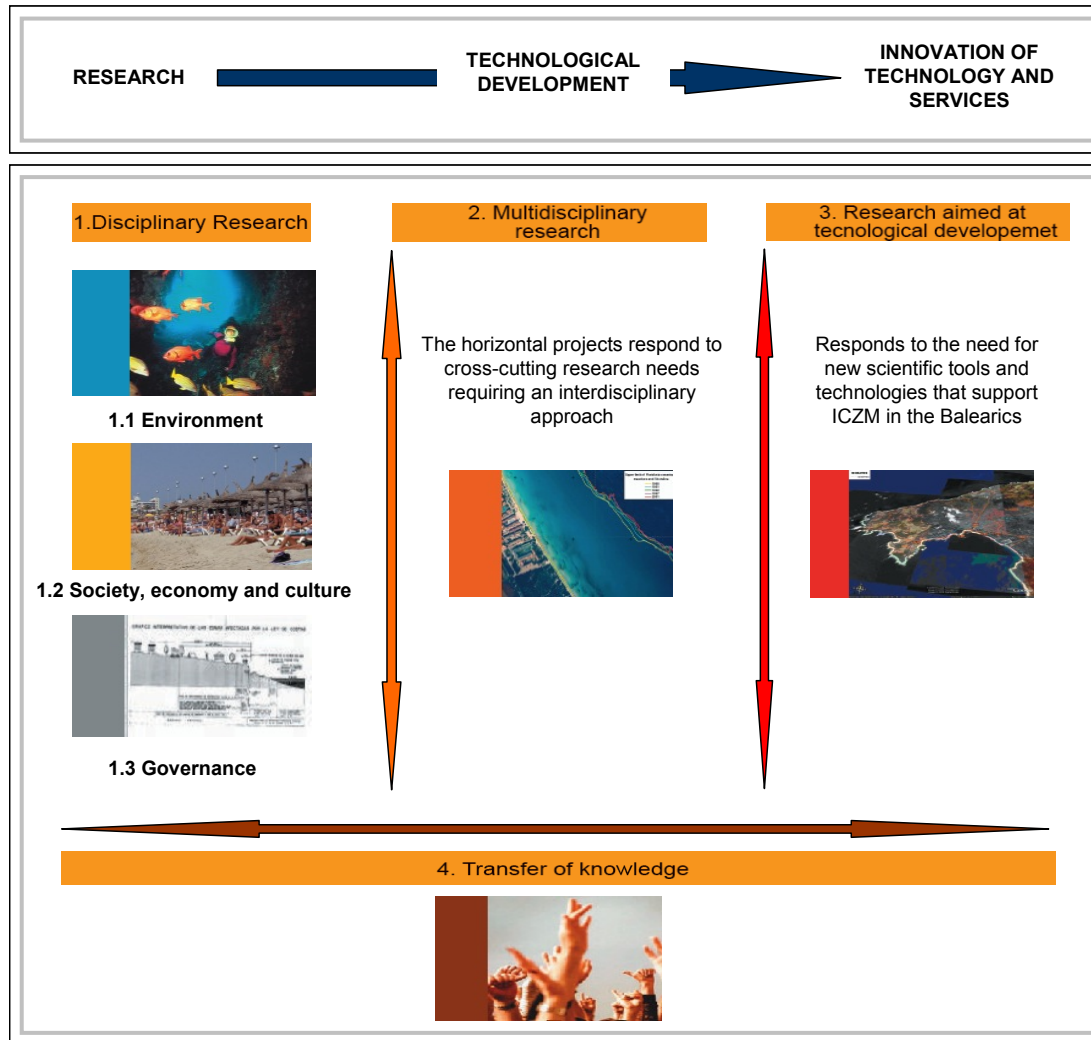 RESEARCH
TECHNOLOGICAL
DEVELOPMENT
INNOVATION OF
TECHNOLOGY AND
SERVICES
1.Disciplinary Research
2. Multidisciplinary
research
3. Research aimed at
tecnological developemet
The horizontal projects respond to
cross-cutting research needs
requiring an interdisciplinary
approach
Responds to the need for
new scientific tools and
technologies that support
ICZM in the Balearics
1.1 Environment
1.2 Society, economy and culture
1.3 Governance
4. Transfer of knowledge